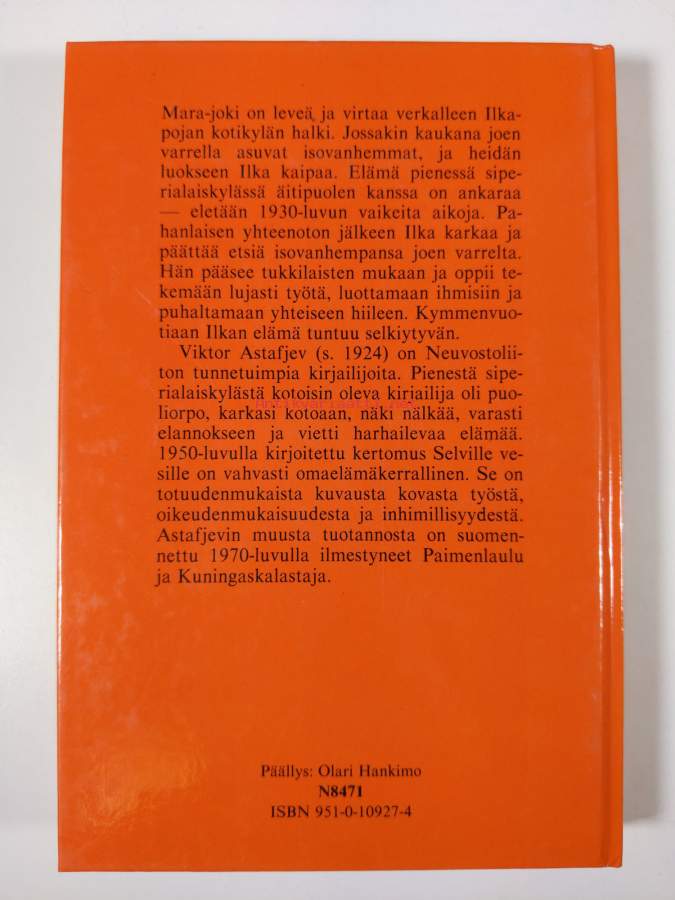 Mara-joki on leveä ja virtaa verkalleen Ilka-
pojan kotikylän halki. Jossakin kaukana joen
varrella asuvat isovanhemmat, ja heidän
luokseen Ilka kaipaa. Elämä pienessä sipe-
rialaiskylässä äitipuolen kanssa on ankaraa
— eletään 1930-luvun vaikeita aikoja. Pa-
hanlaisen yhteenoton jälkeen Ilka karkaa ja
päättää etsiä isovanhempansa joen varrelta.
Hän pääsee tukkilaisten mukaan ja oppii te-
kemään lujasti työtä, luottamaan ihmisiin ja
puhaltamaan yhteiseen hiileen. Kymmenvuo-
tiaan Ilkan elämä tuntuu selkiytyvän.
Viktor Astafjev (s. 1924) on Neuvostolii-
ton tunnetuimpia kirjailijoita. Pienestä sipe-
rialaiskylästä kotoisin oleva kirjailija oli puo-
liorpo, karkasi kotoaan, näki nälkää, varasti
elannokseen ja vietti harhailevaa elämää.
1950-luvulla kirjoitettu kertomus Selville ve-
sille on vahvasti omaelämäkerrallinen. Se on
totuudenmukaista kuvausta kovasta työstä,
oikeudenmukaisuudesta ja inhimillisyydestä.
Astafjevin muusta tuotannosta on suomen-
nettu 1970-luvulla ilmestyneet Paimenlaulu
ja Kuningaskalastaja.
Päällys: Olari Hankimo
N8471
ISBN 951-0-10927-4